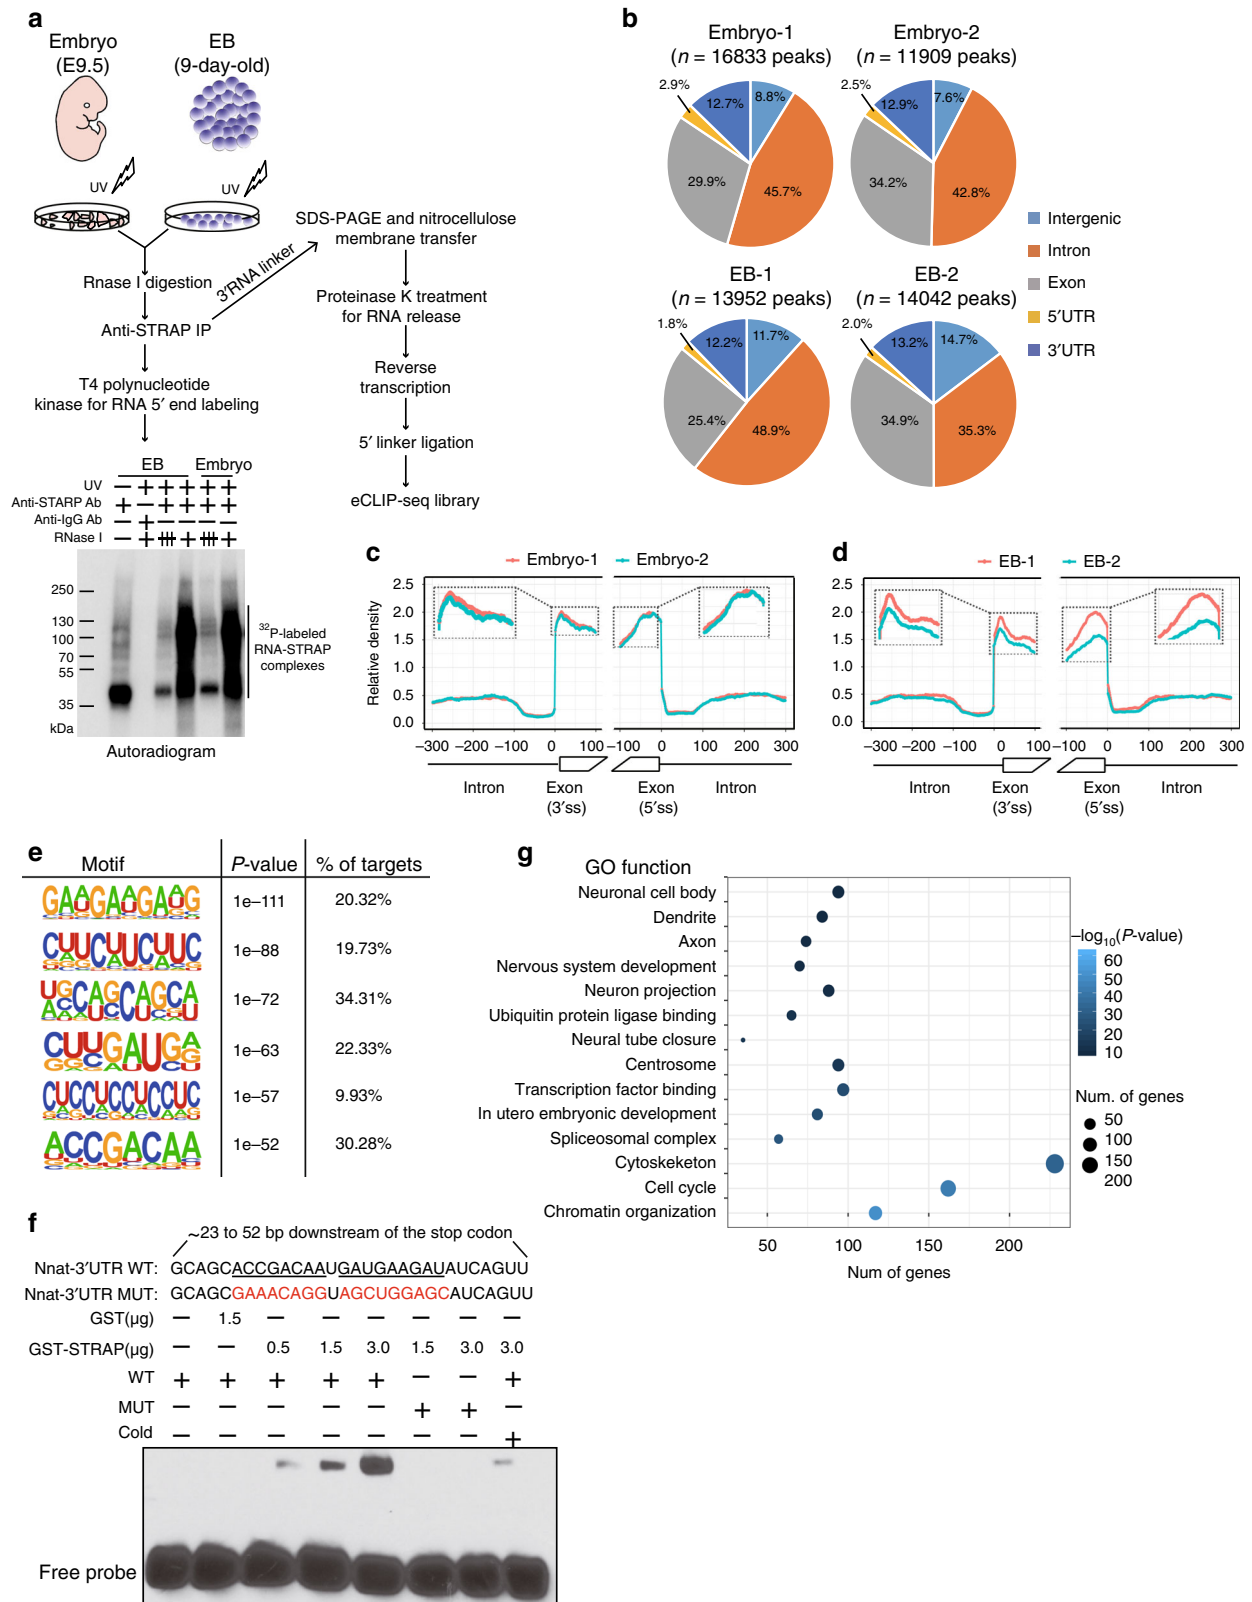 a
Embryo
(E9.5)
EB
(9-day-old)
UV
UV
Rnase I digestion
Anti-STRAP IP
3′RNA linker
T4 polynucleotide
kinase for RNA 5′ end labeling
SDS-PAGE and nitrocellulose
membrane transfer
Proteinase K treatment
for RNA release
Reverse
transcription
5′ linker ligation
eCLIP-seq library
EB Embryo
UV − + + + + +
Anti-STARP Ab + − + + + +
Anti-IgG Ab − + − − − −
RNase I − + +++ + +++ +
250
130
100
70
55
35
kDa
32P-labeled
RNA-STRAP
complexes
Autoradiogram
b
Embryo-1
(n = 16833 peaks)
2.9%
12.7%
8.8%
29.9%
45.7%
Embryo-2
(n = 11909 peaks)
2.5%
12.9%
7.6%
34.2%
42.8%
EB-1
(n = 13952 peaks)
1.8%
12.2%
11.7%
25.4%
48.9%
EB-2
(n = 14042 peaks)
2.0%
13.2%
14.7%
34.9%
35.3%
Intergenic
Intron
Exon
5′UTR
3′UTR
c
Embryo-1 Embryo-2
Relative density
2.5
2.0
1.5
1.0
0.5
0.0
−300 −200 −100 0 100
−100 0 100 200 300
Intron Exon Exon Intron
(3′ss) (5′ss)
d
EB-1 EB-2
2.5
2.0
1.5
1.0
0.5
0.0
−300 −200 −100 0 100
−100 0 100 200 300
Intron Exon Exon Intron
(3′ss) (5′ss)
e
Motif P-value % of targets
GAAGAAGAAG 1e–111 20.32%
CUUCUUCUUC 1e–88 19.73%
UGCAGCAGCA 1e–72 34.31%
CUUGAUGA 1e–63 22.33%
CUCCUCCUCCUC 1e–57 9.93%
ACCGACAA 1e–52 30.28%
f
~23 to 52 bp downstream of the stop codon
Nnat-3′UTR WT: GCAGCACCGACAAUGAUGAAGAUAUCAGUU
Nnat-3′UTR MUT: GCAGCGAAACAGGUAGCUGGAGCAUCAGUU
GST(μg) − 1.5 − − − − − −
GST-STRAP(μg) − − 0.5 1.5 3.0 1.5 3.0 3.0
WT + + + + + − − +
MUT − − − − − + + −
Cold − − − − − − − +
Free probe
g
GO function
Neuronal cell body
Dendrite
Axon
Nervous system development
Neuron projection
Ubiquitin protein ligase binding
Neural tube closure
Centrosome
Transcription factor binding
In utero embryonic development
Spliceosomal complex
Cytoskeketon
Cell cycle
Chromatin organization
50 100 150 200
Num of genes
−log10(P-value)
60
50
40
30
20
10
Num. of genes
50
100
150
200